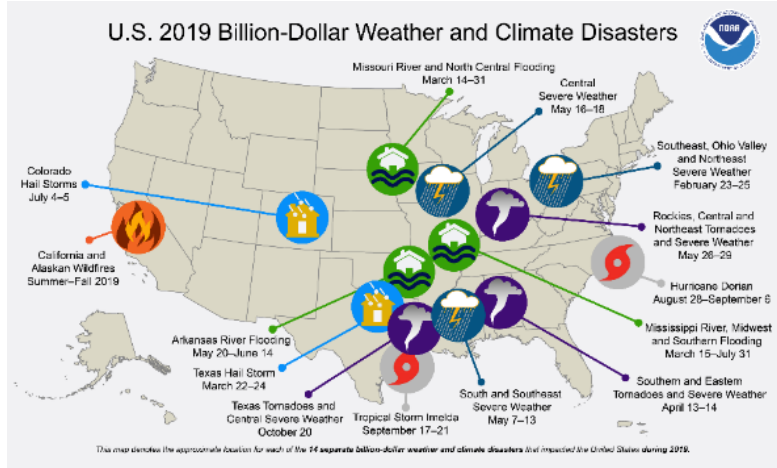 U.S. 2019 Billion-Dollar Weather and Climate Disasters
NOAA
Missouri River and North Central Flooding
March 14–31
Central
Severe Weather
May 16–18
Southeast, Ohio Valley
and Northeast
Severe Weather
February 23–25
Colorado
Hail Storms
July 4–5
Rockies, Central and
Northeast Tornadoes
and Severe Weather
May 26–29
California and
Alaskan Wildfires
Summer–Fall 2019
Hurricane Dorian
August 28–September 6
Arkansas River Flooding
May 20–June 14
Mississippi River, Midwest
and Southern Flooding
March 15–July 31
Texas Hail Storm
March 22–24
Southern and Eastern
Tornadoes and Severe Weather
April 13–14
Texas Tornadoes and
Central Severe Weather
October 20
Tropical Storm Imelda
September 17–21
South and Southeast
Severe Weather
May 7–13
This map denotes the approximate location for each of the 14 separate billion-dollar weather and climate disasters that impacted the United States during 2019.